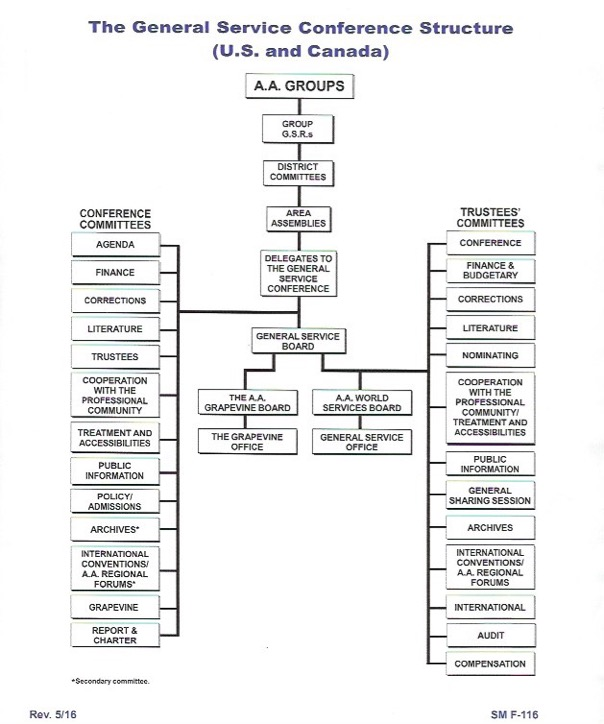 The General Service Conference Structure
(U.S. and Canada)
A.A. GROUPS
GROUP
G.S.R.s
DISTRICT
COMMITTEES
AREA
ASSEMBLIES
DELEGATES TO
THE GENERAL
SERVICE
CONFERENCE
GENERAL SERVICE
BOARD
THE A.A.
GRAPEVINE BOARD
THE GRAPEVINE
OFFICE
A.A. WORLD
SERVICES BOARD
GENERAL SERVICE
OFFICE
CONFERENCE
COMMITTEES
AGENDA
FINANCE
CORRECTIONS
LITERATURE
TRUSTEES
COOPERATION
WITH THE
PROFESSIONAL
COMMUNITY
TREATMENT AND
ACCESSIBILITIES
PUBLIC
INFORMATION
POLICY/
ADMISSIONS
ARCHIVES*
INTERNATIONAL
CONVENTIONS/
A.A. REGIONAL
FORUMS*
GRAPEVINE
REPORT &
CHARTER
TRUSTEES'
COMMITTEES
CONFERENCE
FINANCE &
BUDGETARY
CORRECTIONS
LITERATURE
NOMINATING
COOPERATION
WITH THE
PROFESSIONAL
COMMUNITY/
TREATMENT AND
ACCESSIBILITIES
PUBLIC
INFORMATION
GENERAL
SHARING SESSION
ARCHIVES
INTERNATIONAL
CONVENTIONS/
A.A. REGIONAL
FORUMS
INTERNATIONAL
AUDIT
COMPENSATION
*Secondary committee.
Rev. 5/16
SM F-116